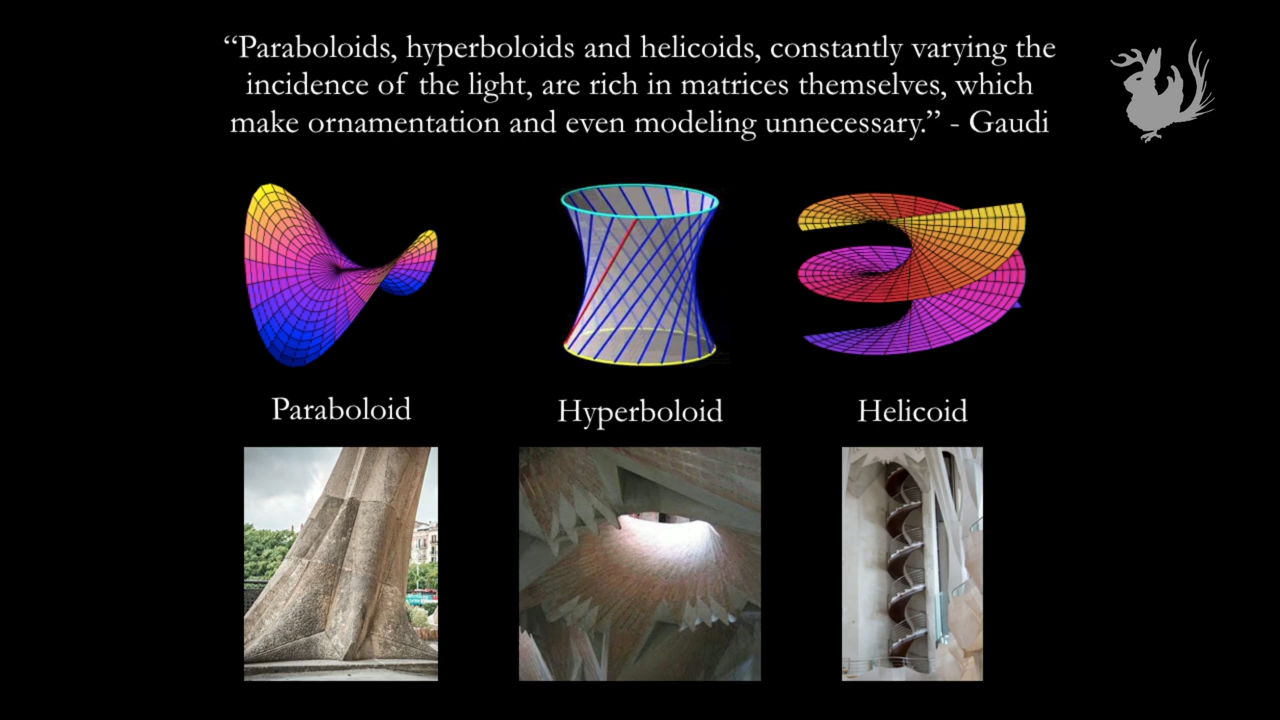 “Paraboloids, hyperboloids and helicoids, constantly varying the
incidence of the light, are rich in matrices themselves, which
make ornamentation and even modeling unnecessary.” - Gaudi
Paraboloid
Hyperboloid
Helicoid